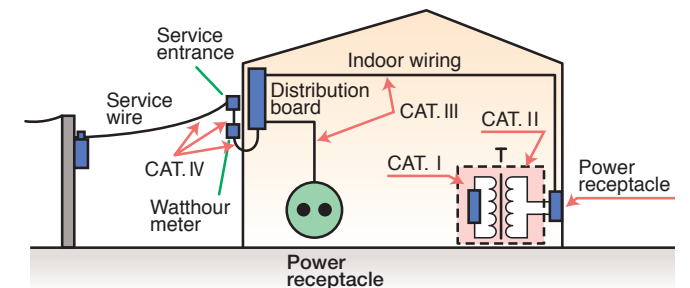 Service
entrance
Indoor wiring
Service
wire
Distribution
board
CAT. III
CAT. II
CAT. IV
CAT. I
T
Power
receptacle
Watthour
meter
Power
receptacle